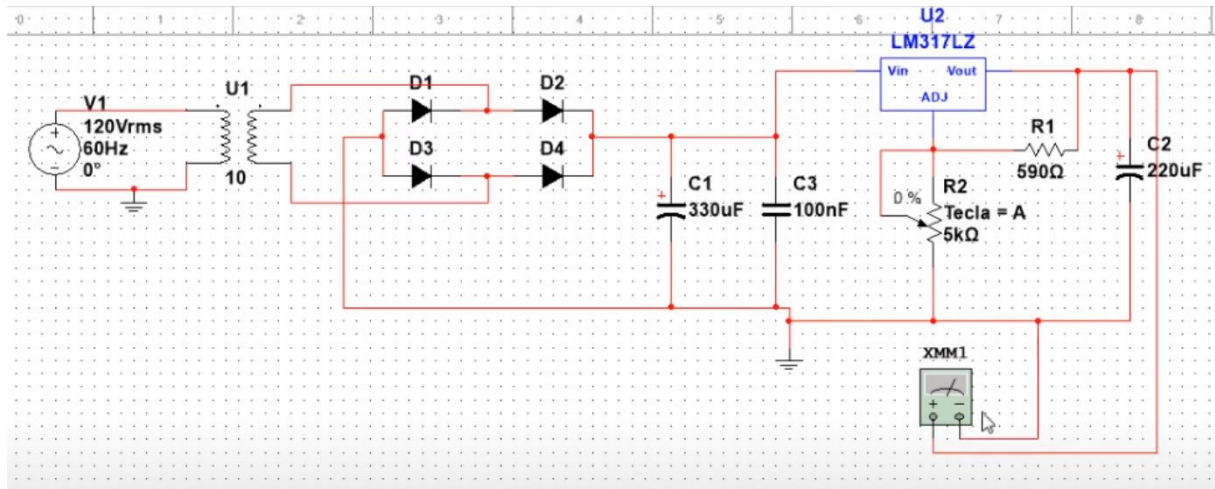 0 1 2 3 4 5 6 7 8
V1
120Vrms
60Hz
0°
U1
10
D1
D2
D3
D4
C1
330uF
C3
100nF
U2
LM317LZ
Vin
Vout
ADJ
R1
590Ω
C2
220uF
0 %
R2
Tecla = A
5kΩ
XMM1